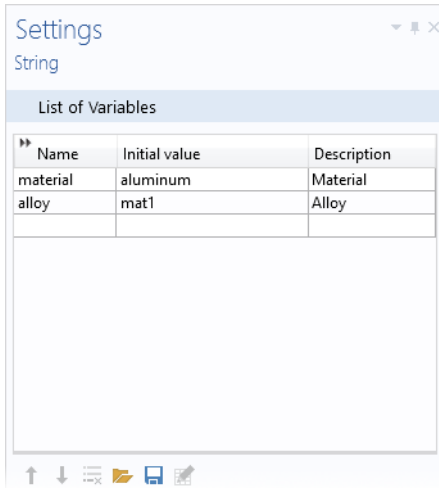 Settings
String
List of Variables
Name Initial value Description
material aluminum Material
alloy mat1 Alloy